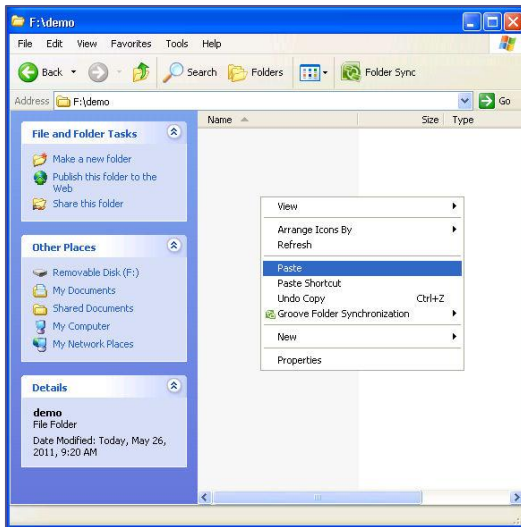 F:\demo
File Edit View Favorites Tools Help
Back Search Folders Folder Sync
Address F:\demo Go
Name Size Type
File and Folder Tasks
Make a new folder
Publish this folder to the
Web
Share this folder
Other Places
Removable Disk (F:)
My Documents
Shared Documents
My Computer
My Network Places
Details
demo
File Folder
Date Modified: Today, May 26,
2011, 9:20 AM
View
Arrange Icons By
Refresh
Paste
Paste Shortcut
Undo Copy Ctrl+Z
Groove Folder Synchronization
New
Properties